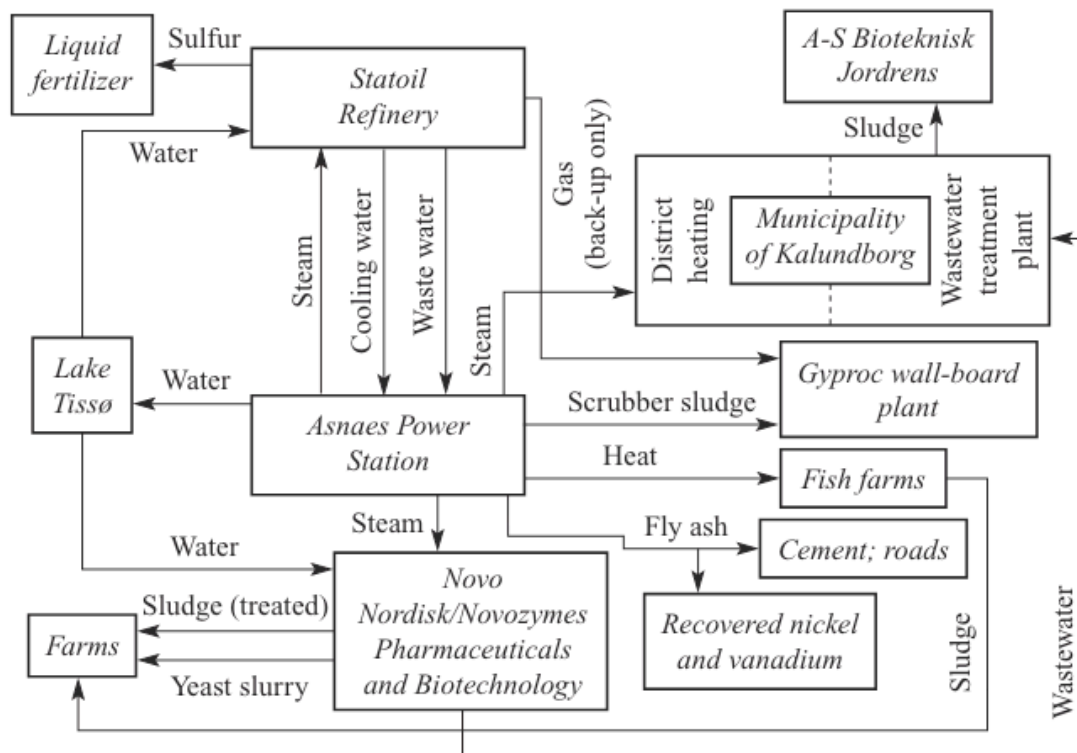 Liquid
fertilizer
Sulfur
Statoil
Refinery
A-S Bioteknisk
Jordrens
Sludge
Water
Gas
(back-up only)
District
heating
Municipality
of Kalundborg
Wastewater
treatment
plant
Steam
Cooling water
Waste water
Steam
Lake
Tissø
Water
Asnaes Power
Station
Gyproc wall-board
plant
Scrubber sludge
Heat
Fish farms
Steam
Fly ash
Cement; roads
Water
Novo
Nordisk/Novozymes
Pharmaceuticals
and Biotechnology
Recovered nickel
and vanadium
Sludge (treated)
Farms
Yeast slurry
Sludge
Wastewater